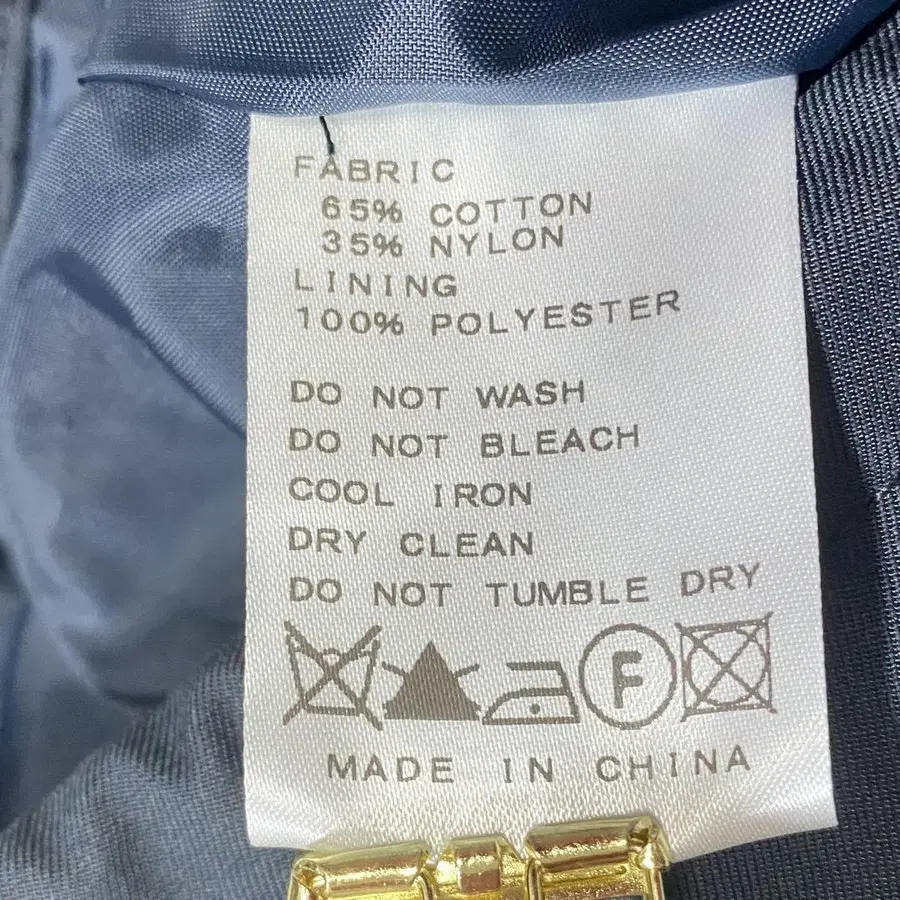 FABRIC
65% COTTON
35% NYLON
LINING
100% POLYESTER
DO NOT WASH
DO NOT BLEACH
COOL IRON
DRY CLEAN
DO NOT TUMBLE DRY
F
MADE IN CHINA